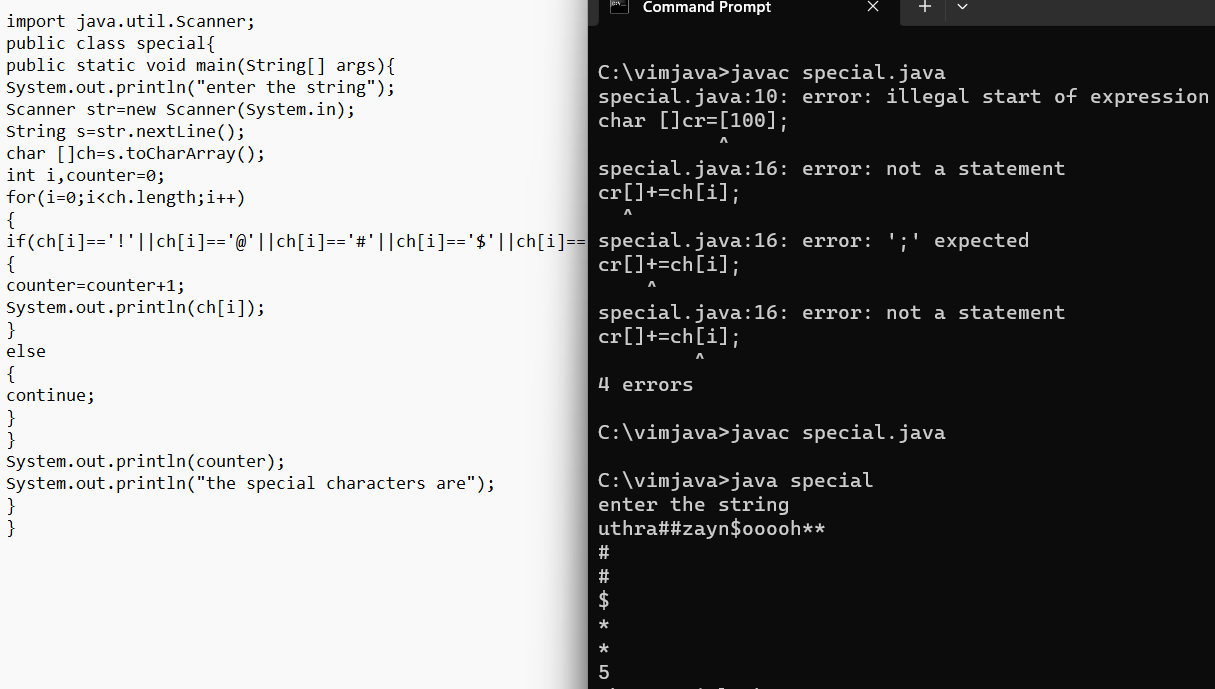 import java.util.Scanner;
public class special{
public static void main(String[] args){
System.out.println("enter the string");
Scanner str=new Scanner(System.in);
String s=str.nextLine();
char []ch=s.toCharArray();
int i,counter=0;
for(i=0;i<ch.length;i++)
{
if(ch[i]=='!'||ch[i]=='@'||ch[i]=='#'||ch[i]=='$'||ch[i]==
{
counter=counter+1;
System.out.println(ch[i]);
}
else
{
continue;
}
}
System.out.println(counter);
System.out.println("the special characters are");
}
}
Command Prompt
C:\vimjava>javac special.java
special.java:10: error: illegal start of expression
char []cr=[100];
^
special.java:16: error: not a statement
cr[]+=ch[i];
^
special.java:16: error: ';' expected
cr[]+=ch[i];
^
special.java:16: error: not a statement
cr[]+=ch[i];
^
4 errors
C:\vimjava>javac special.java
C:\vimjava>java special
enter the string
uthra##zayn$ooooh**
#
#
$
*
*
5